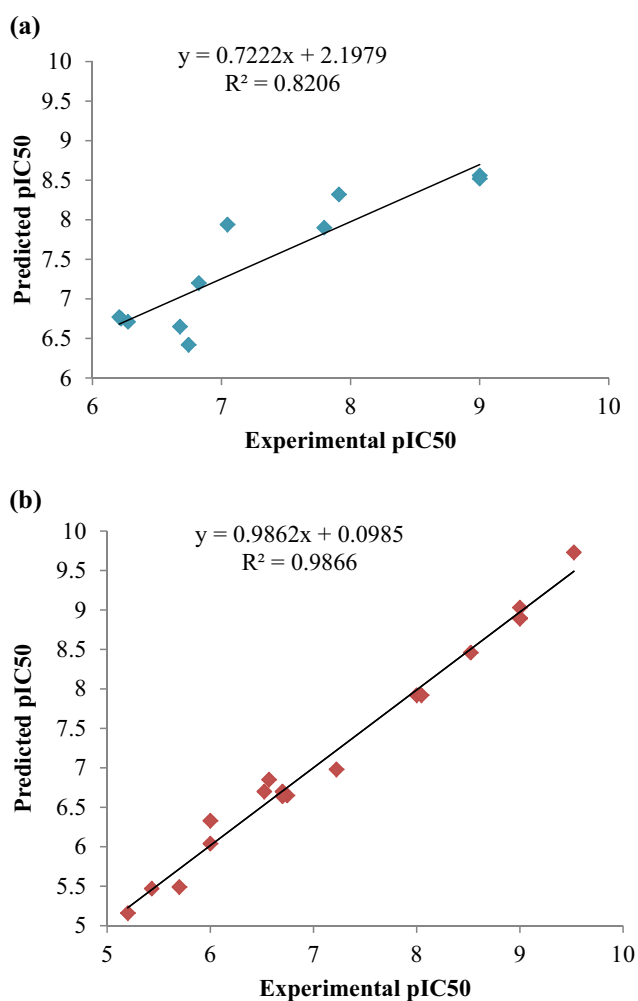 (a)
y = 0.7222x + 2.1979
R² = 0.8206
10
9.5
9
8.5
8
7.5
7
6.5
6
Predicted pIC50
6 7 8 9 10
Experimental pIC50
(b)
y = 0.9862x + 0.0985
R² = 0.9866
10
9.5
9
8.5
8
7.5
7
6.5
6
5.5
5
Predicted pIC50
5 6 7 8 9 10
Experimental pIC50